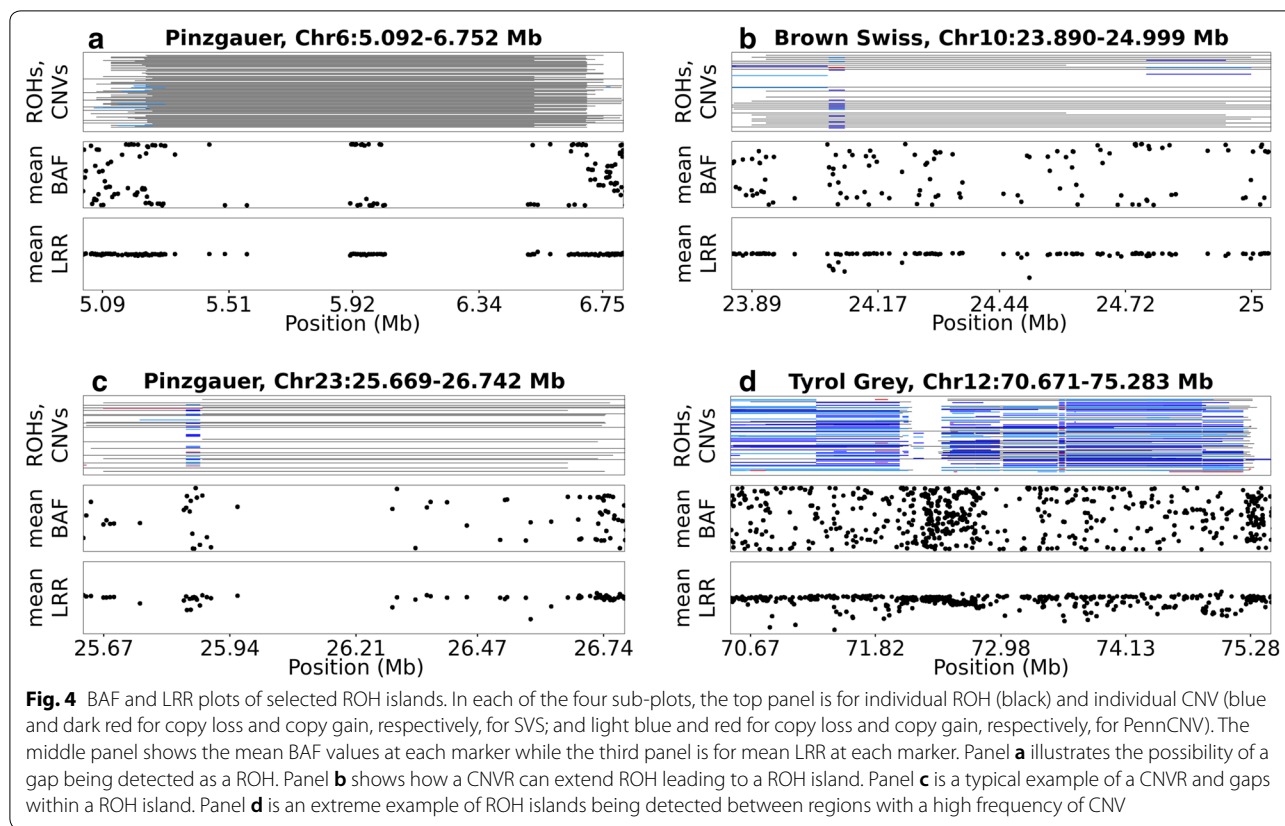 a Pinzgauer, Chr6:5.092-6.752 Mb
ROHs, CNVs
mean BAF
mean LRR
5.09 5.51 5.92 6.34 6.75
Position (Mb)
b Brown Swiss, Chr10:23.890-24.999 Mb
ROHs, CNVs
mean BAF
mean LRR
23.89 24.17 24.44 24.72 25
Position (Mb)
c Pinzgauer, Chr23:25.669-26.742 Mb
ROHs, CNVs
mean BAF
mean LRR
25.67 25.94 26.21 26.47 26.74
Position (Mb)
d Tyrol Grey, Chr12:70.671-75.283 Mb
ROHs, CNVs
mean BAF
mean LRR
70.67 71.82 72.98 74.13 75.28
Position (Mb)
Fig. 4 BAF and LRR plots of selected ROH islands. In each of the four sub-plots, the top panel is for individual ROH (black) and individual CNV (blue
and dark red for copy loss and copy gain, respectively, for SVS; and light blue and red for copy loss and copy gain, respectively, for PennCNV). The
middle panel shows the mean BAF values at each marker while the third panel is for mean LRR at each marker. Panel a illustrates the possibility of a
gap being detected as a ROH. Panel b shows how a CNVR can extend ROH leading to a ROH island. Panel c is a typical example of a CNVR and gaps
within a ROH island. Panel d is an extreme example of ROH islands being detected between regions with a high frequency of CNV